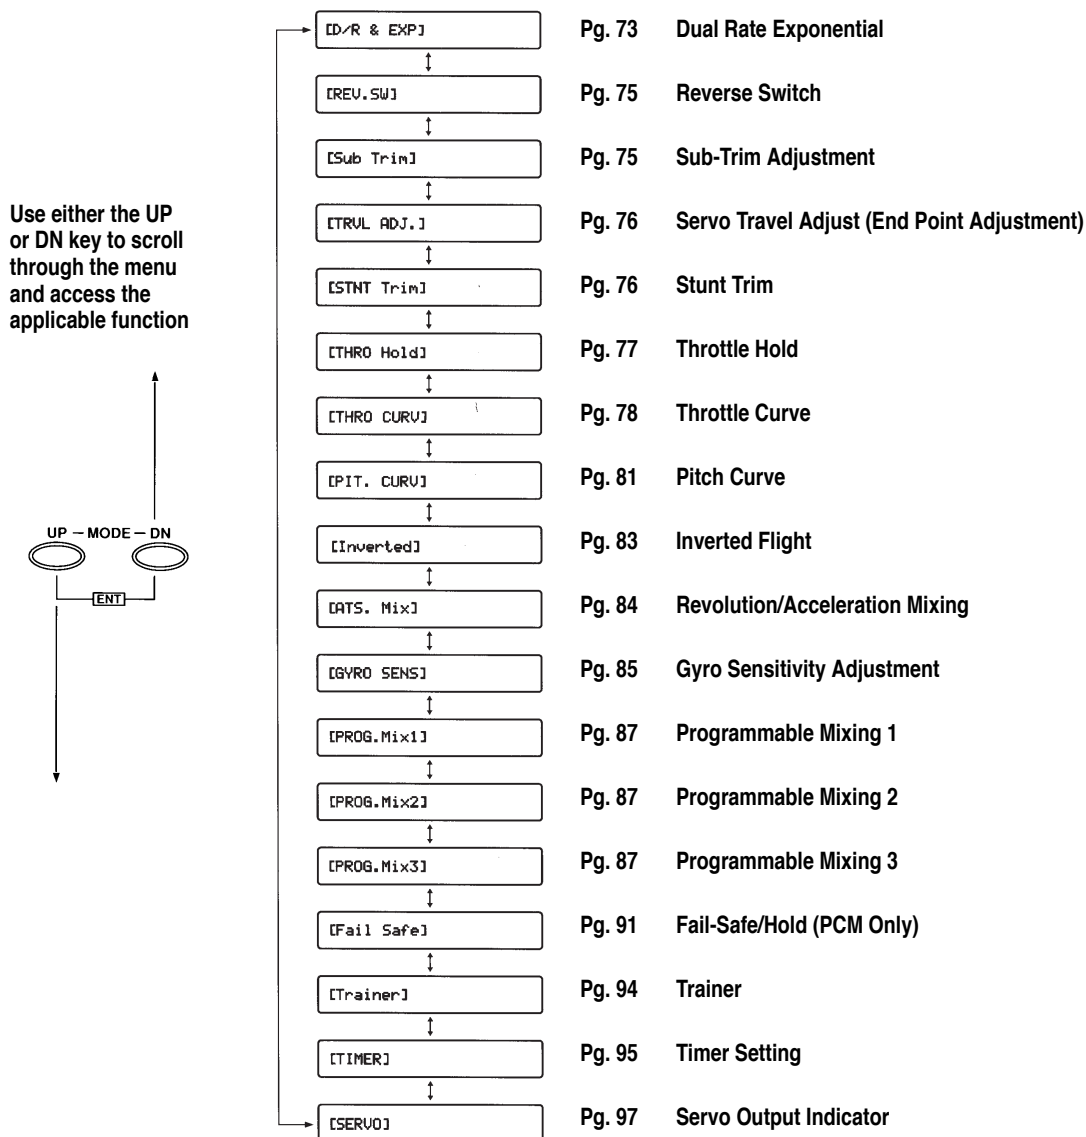 [D/R & EXP] Pg. 73 Dual Rate Exponential
[REV.SW] Pg. 75 Reverse Switch
[Sub Trim] Pg. 75 Sub-Trim Adjustment
Use either the UP
or DN key to scroll
through the menu
and access the
applicable function
[TRVL ADJ.] Pg. 76 Servo Travel Adjust (End Point Adjustment)
[STNT Trim] Pg. 76 Stunt Trim
[THRO Hold] Pg. 77 Throttle Hold
[THRO CURV] Pg. 78 Throttle Curve
[PIT. CURV] Pg. 81 Pitch Curve
UP – MODE – DN
ENT
[Inverted] Pg. 83 Inverted Flight
[ATS. Mix] Pg. 84 Revolution/Acceleration Mixing
[GYRO SENS] Pg. 85 Gyro Sensitivity Adjustment
[PROG.Mix1] Pg. 87 Programmable Mixing 1
[PROG.Mix2] Pg. 87 Programmable Mixing 2
[PROG.Mix3] Pg. 87 Programmable Mixing 3
[Fail Safe] Pg. 91 Fail-Safe/Hold (PCM Only)
[Trainer] Pg. 94 Trainer
[TIMER] Pg. 95 Timer Setting
[SERVO] Pg. 97 Servo Output Indicator